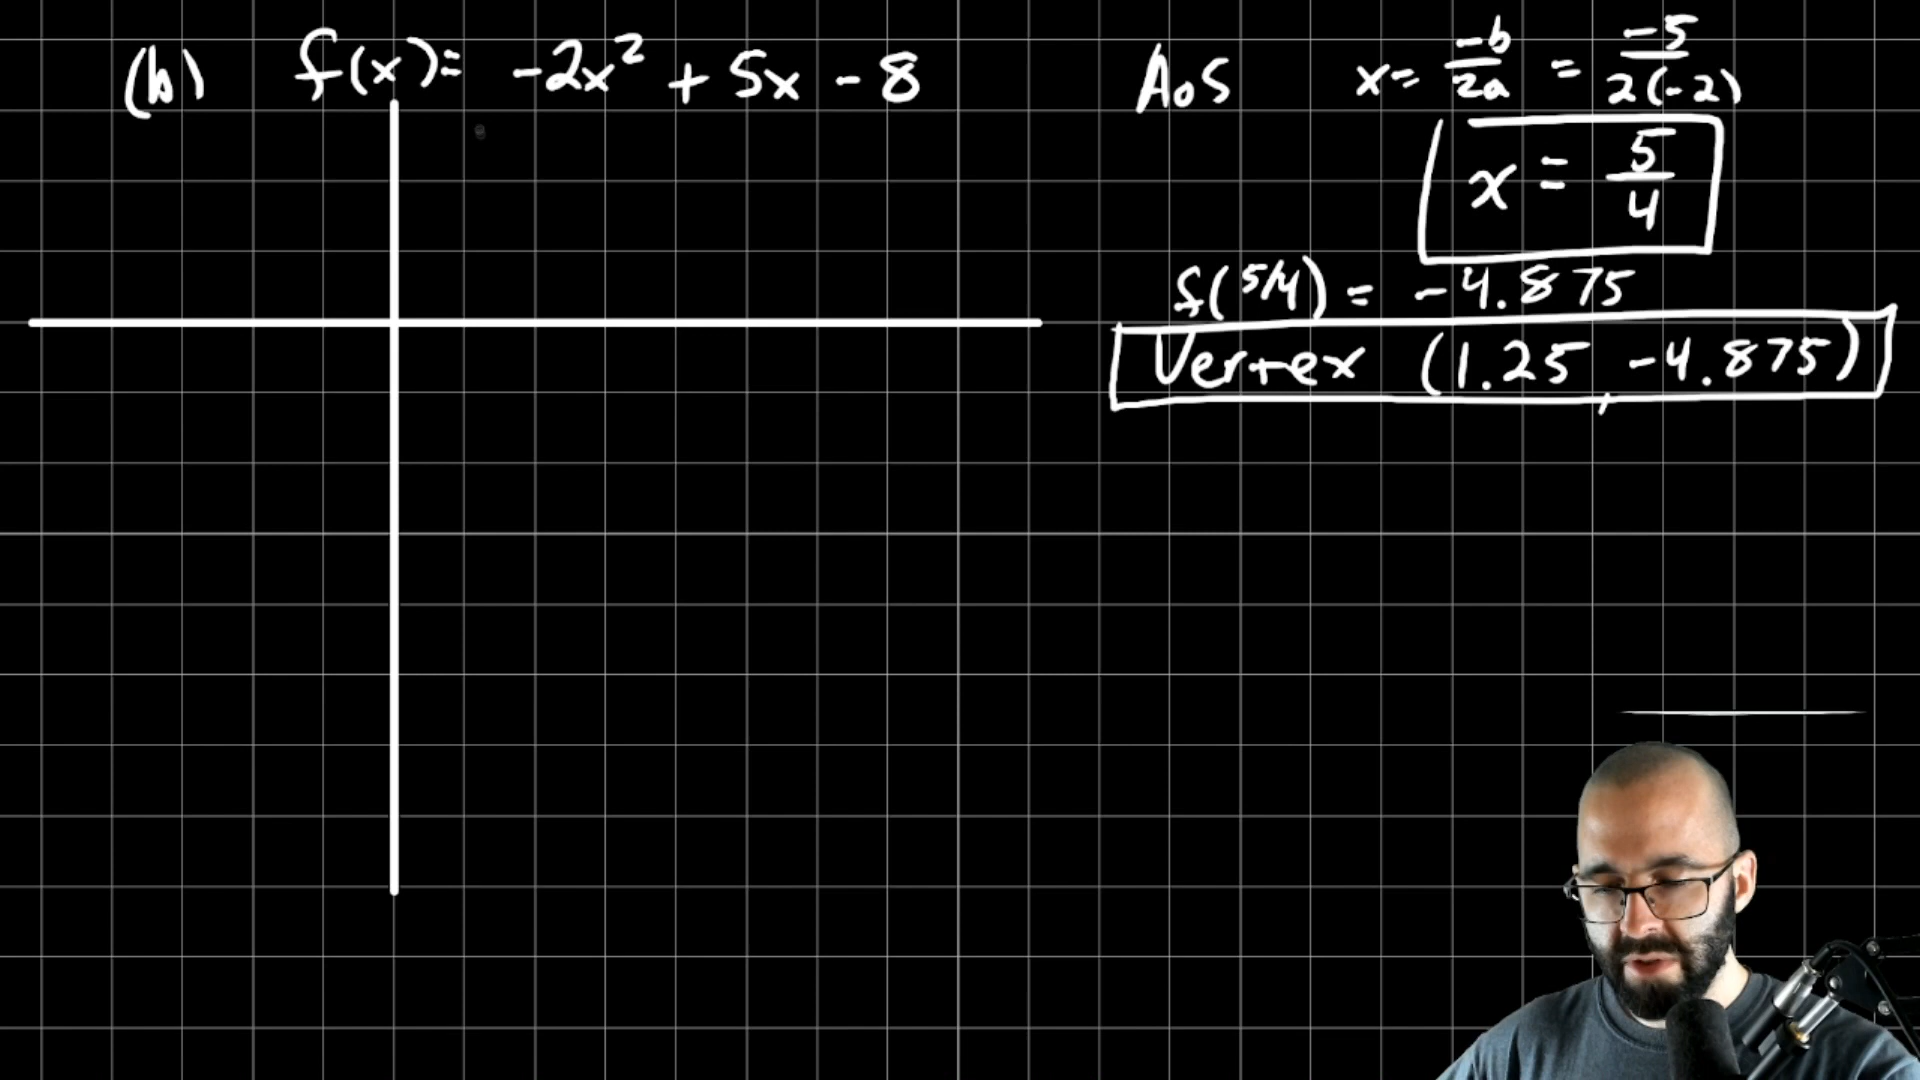 (b) f(x)= -2x² + 5x - 8
AoS x= -b/2a = -5/2(-2)
x = 5/4
f(5/4) = -4.875
Vertex (1.25, -4.875)